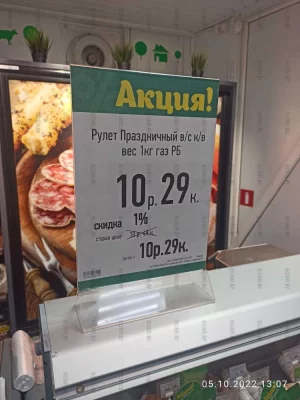 Акция!
Рулет Праздничный в/с к/в
вес 1кг газ РБ
10р.29к.
скидка 1%
старая цена
10р.29к.
05.10.2022 13:07